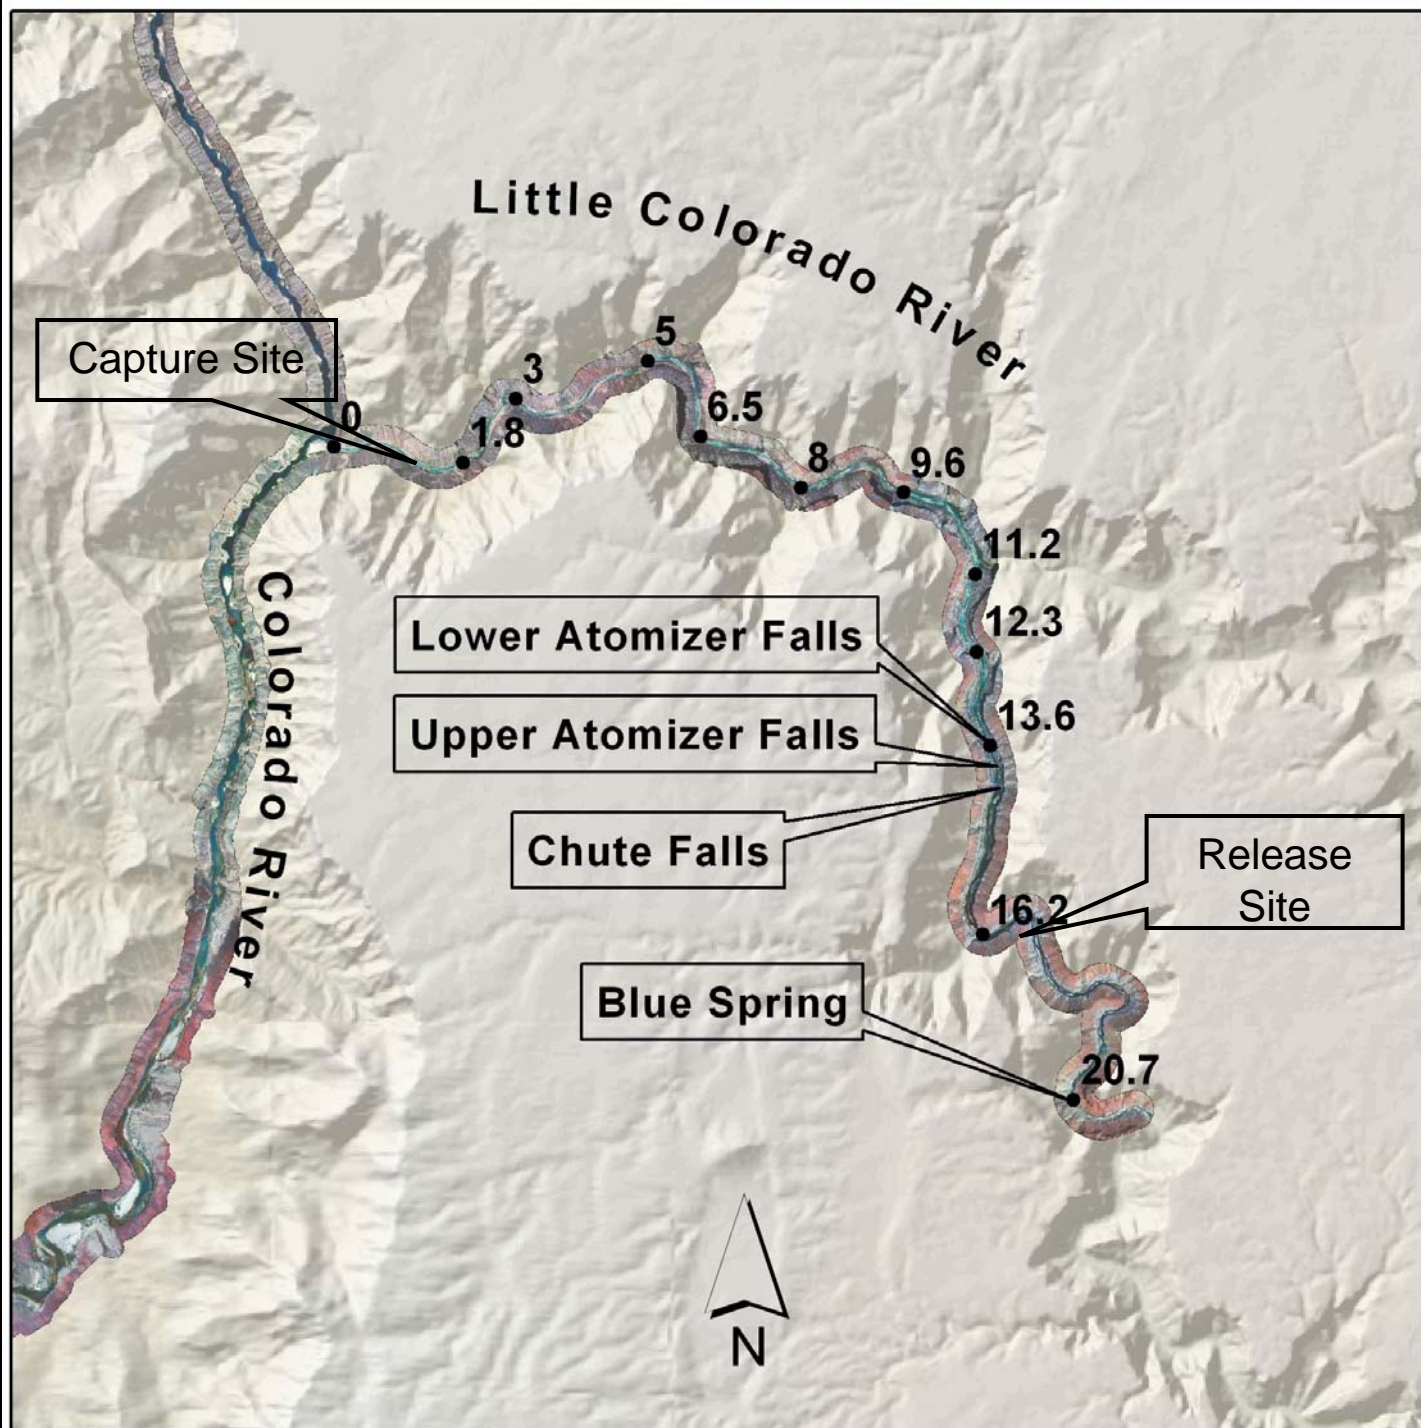 Little Colorado River
Capture Site
0
1.8
3
5
6.5
8
9.6
11.2
12.3
13.6
Lower Atomizer Falls
Upper Atomizer Falls
Chute Falls
Colorado River
16.2
Release
Site
Blue Spring
20.7
N